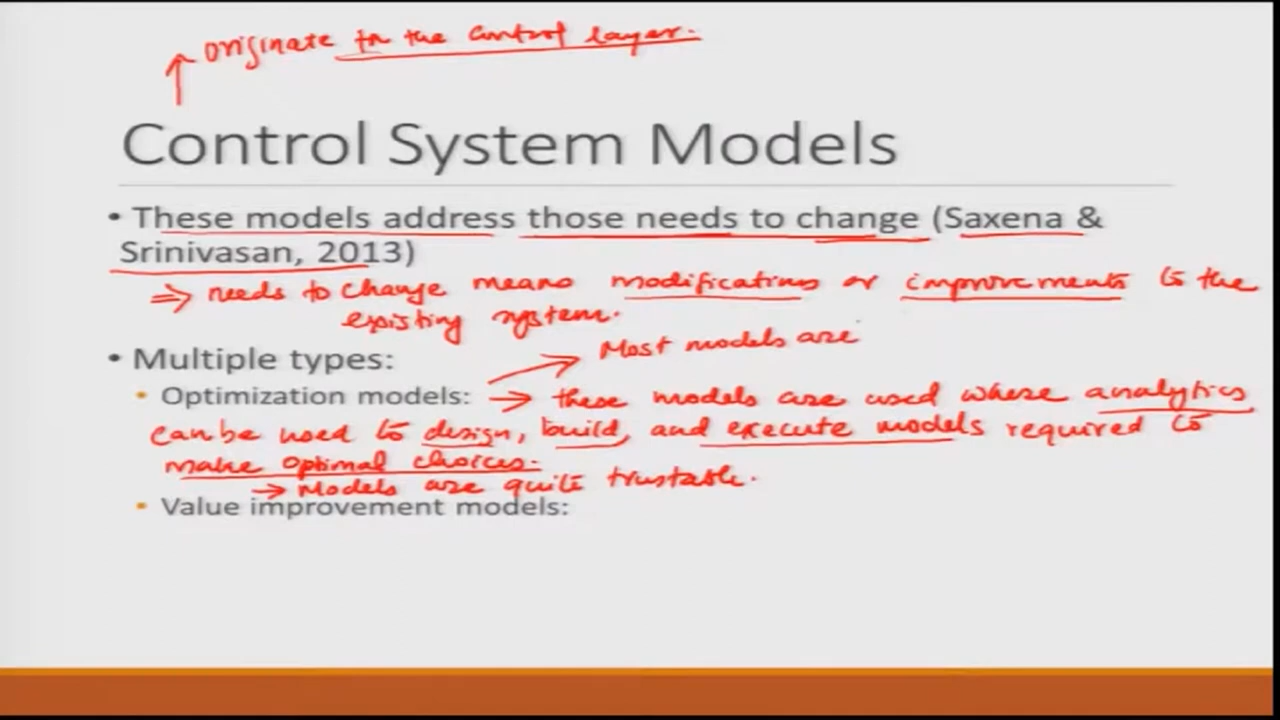 originate in the control layer.
Control System Models
• These models address those needs to change (Saxena &
Srinivasan, 2013)
⇒ needs to change means modifications or improvements to the
existing system.
• Multiple types:
→ Most models are
• Optimization models: → these models are used where analytics
can be used to design, build, and execute models required to
make optimal choices.
→ Models are quite trustable.
• Value improvement models: